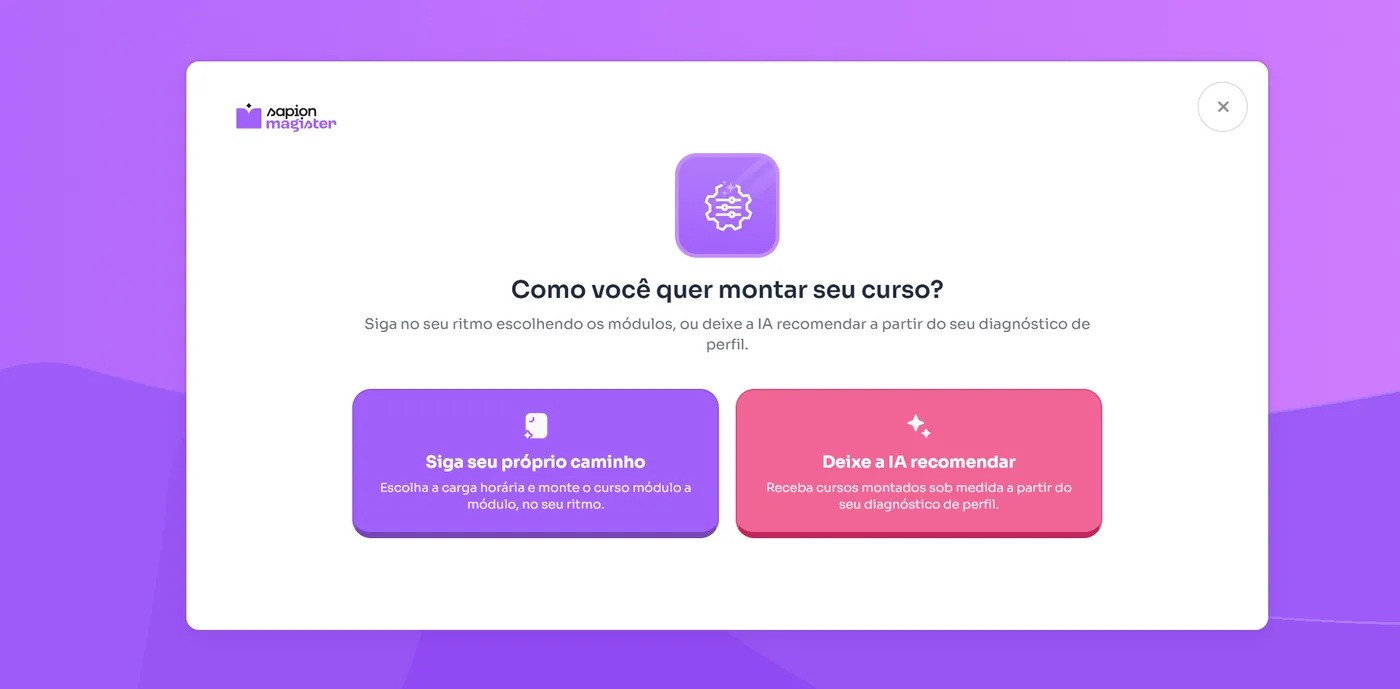 sapion
magister
Como você quer montar seu curso?
Siga no seu ritmo escolhendo os módulos, ou deixe a IA recomendar a partir do seu diagnóstico de
perfil.
Siga seu próprio caminho
Escolha a carga horária e monte o curso módulo a
módulo, no seu ritmo.
Deixe a IA recomendar
Receba cursos montados sob medida a partir do
seu diagnóstico de perfil.